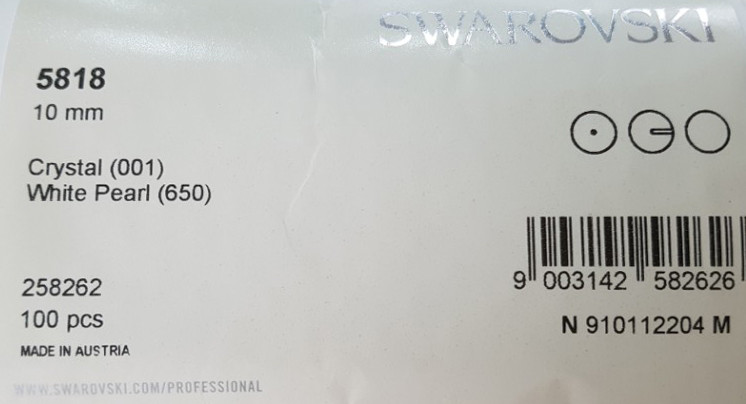 SWAROVSKI
5818
10 mm
Crystal (001)
White Pearl (650)
258262
100 pcs
MADE IN AUSTRIA
WWW.SWAROVSKI.COM/PROFESSIONAL
9 003142 582626
N 910112204 M